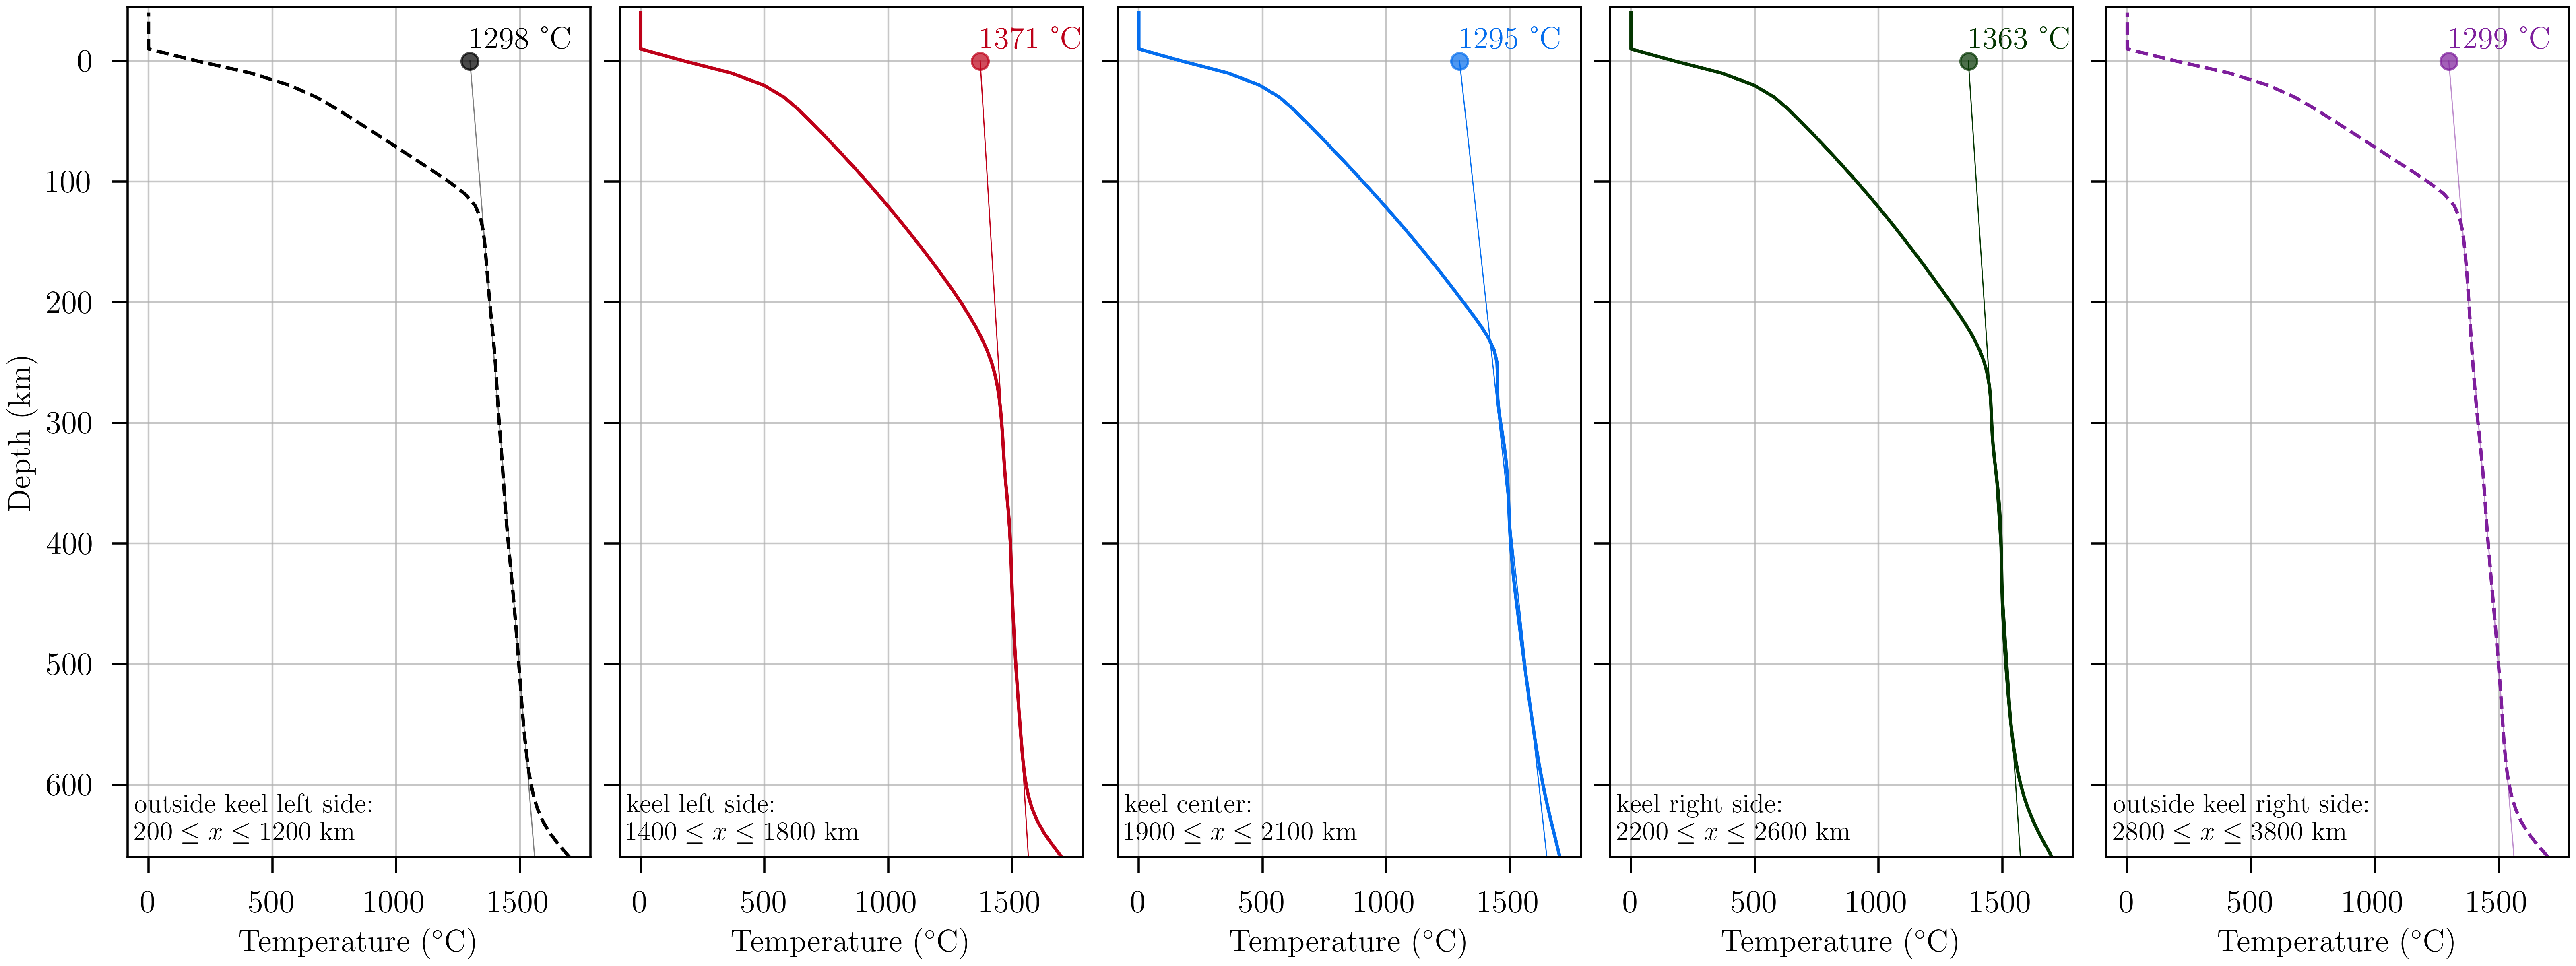 1298 °C
1371 °C
1295 °C
1363 °C
1299 °C
Depth (km)
0
100
200
300
400
500
600
outside keel left side:
200 ≤ x ≤ 1200 km
keel left side:
1400 ≤ x ≤ 1800 km
keel center:
1900 ≤ x ≤ 2100 km
keel right side:
2200 ≤ x ≤ 2600 km
outside keel right side:
2800 ≤ x ≤ 3800 km
0 500 1000 1500
Temperature (°C)
0 500 1000 1500
Temperature (°C)
0 500 1000 1500
Temperature (°C)
0 500 1000 1500
Temperature (°C)
0 500 1000 1500
Temperature (°C)